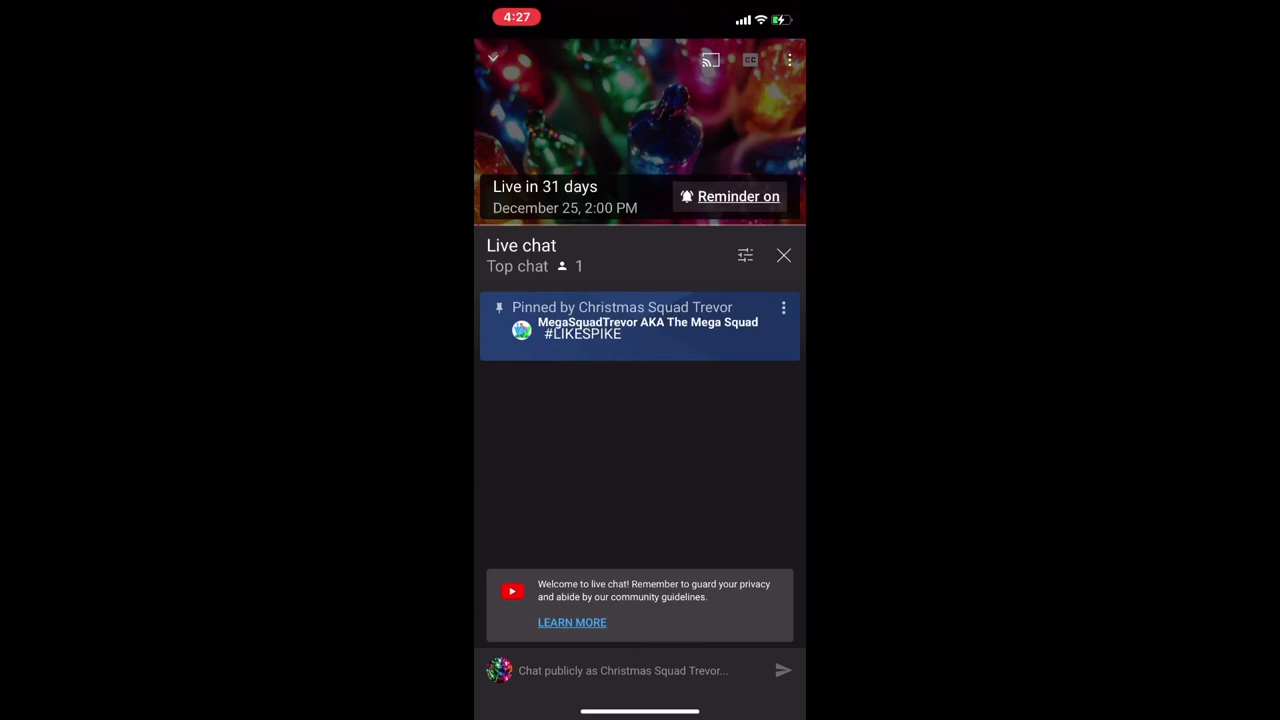 4:27
CC
Live in 31 days
December 25, 2:00 PM
Reminder on
Live chat
Top chat 1
Pinned by Christmas Squad Trevor
MegaSquadTrevor AKA The Mega Squad
#LIKESPIKE
Welcome to live chat! Remember to guard your privacy
and abide by our community guidelines.
LEARN MORE
Chat publicly as Christmas Squad Trevor...